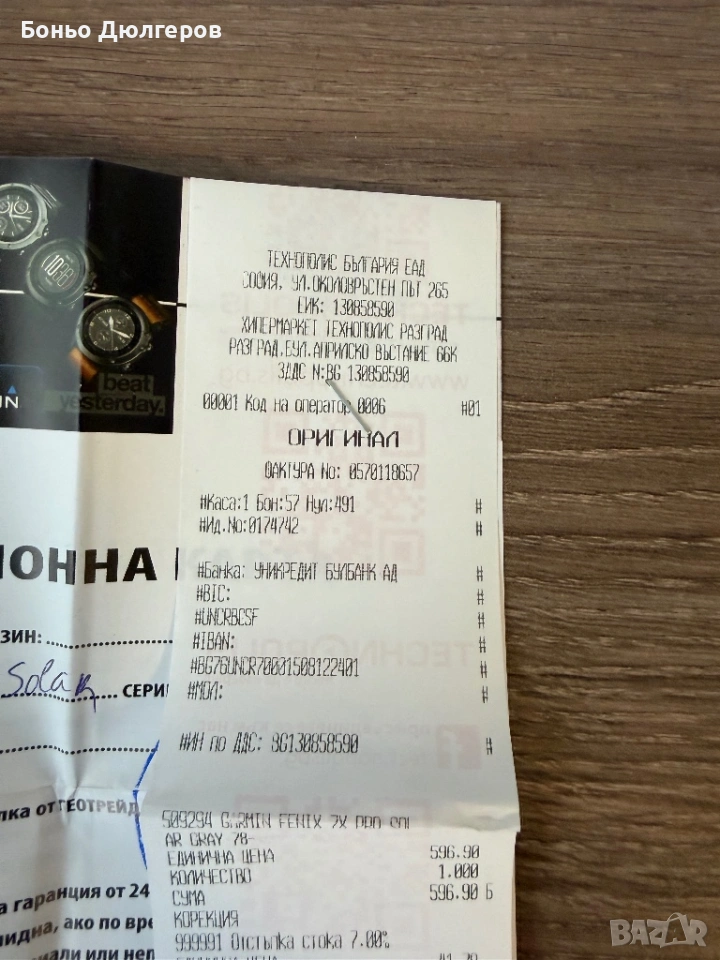 Боньо Дюлгеров
ТЕХНОПОЛИС БЪЛГАРИЯ ЕАД
СОФИЯ, УЛ.ОКОЛОВРЪСТЕН ПЪТ 265
ЕИК: 130858590
ХИПЕРМАРКЕТ ТЕХНОПОЛИС РАЗГРАД
РАЗГРАД,БУЛ.АПРИЛСКО ВЪСТАНИЕ 66К
ЗДДС N:BG 130858590
00001 Код на оператор 0006 #01
ОРИГИНАЛ
ФАКТУРА No: 0570118657
#Каса:1 Бон:57 Нул:491 #
#Ид.No:0174742 #
#Банка: УНИКРЕДИТ БУЛБАНК АД #
#BIC: #
#UNCRBGSF #
#IBAN: #
#BG76UNCR70001508122401 #
#МОЛ: #
#ИН по ДДС: BG130858590 #
509294 GARMIN FENIX 7X PRO SOL
AR GRAY 78-
ЕДИНИЧНА ЦЕНА 596.90
КОЛИЧЕСТВО 1.000
СУМА 596.90 Б
КОРЕКЦИЯ
999991 Отстъпка стока 7.00%
beat
yesterday.
ИОННА
ЗИН:
Solar СЕРИ
лка от ГЕОТРЕЙД
а гаранция от 24
лидна, ако по вре
иали или неп
BAZAR